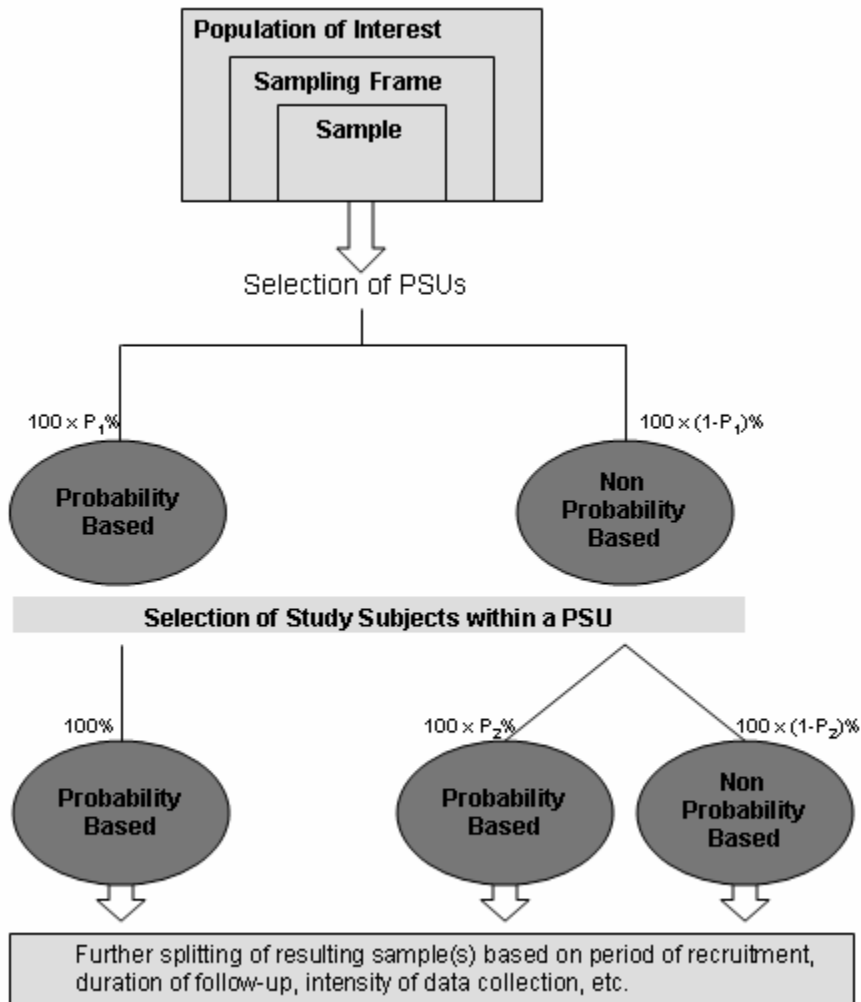 Population of Interest
Sampling Frame
Sample
Selection of PSUs
100 × P₁%
100 × (1-P₁)%
Probability
Based
Non
Probability
Based
Selection of Study Subjects within a PSU
100%
100 × P₂%
100 × (1-P₂)%
Probability
Based
Probability
Based
Non
Probability
Based
Further splitting of resulting sample(s) based on period of recruitment,
duration of follow-up, intensity of data collection, etc.